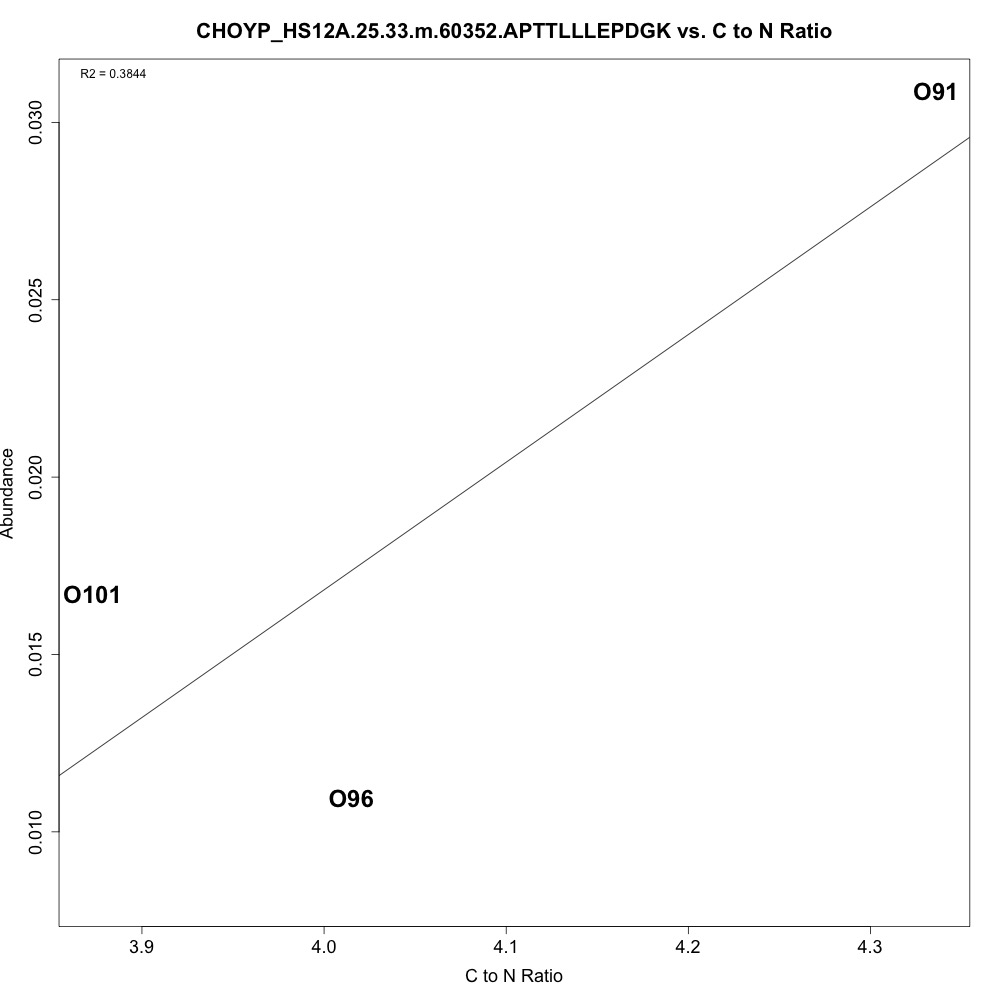 CHOYP_HS12A.25.33.m.60352.APTTLLLEPDGK vs. C to N Ratio
R2 = 0.3844
O91
0.030
0.025
0.020
Abundance
O101
0.015
O96
0.010
3.9 4.0 4.1 4.2 4.3
C to N Ratio